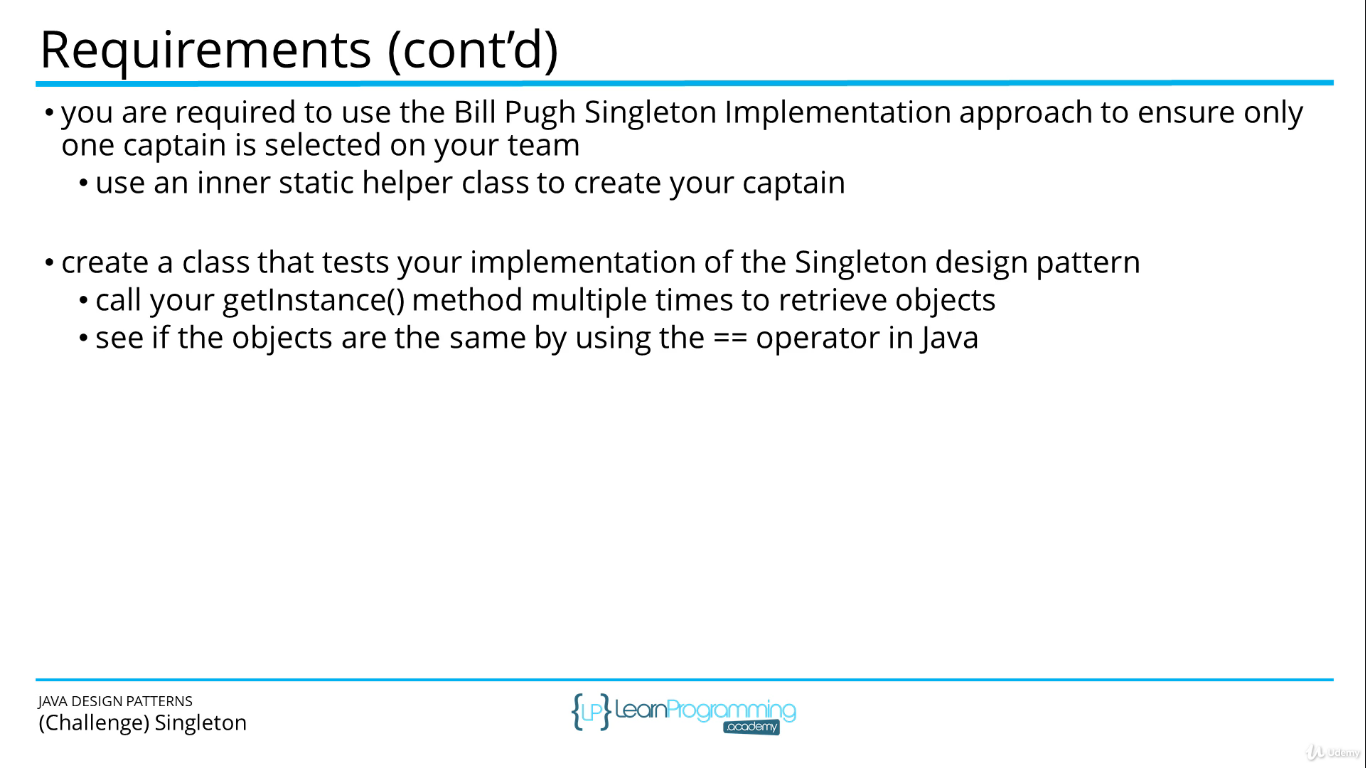 Requirements (cont’d)
• you are required to use the Bill Pugh Singleton Implementation approach to ensure only
one captain is selected on your team
• use an inner static helper class to create your captain
• create a class that tests your implementation of the Singleton design pattern
• call your getInstance() method multiple times to retrieve objects
• see if the objects are the same by using the == operator in Java
JAVA DESIGN PATTERNS
(Challenge) Singleton
{LP} LearnProgramming
.academy
Udemy